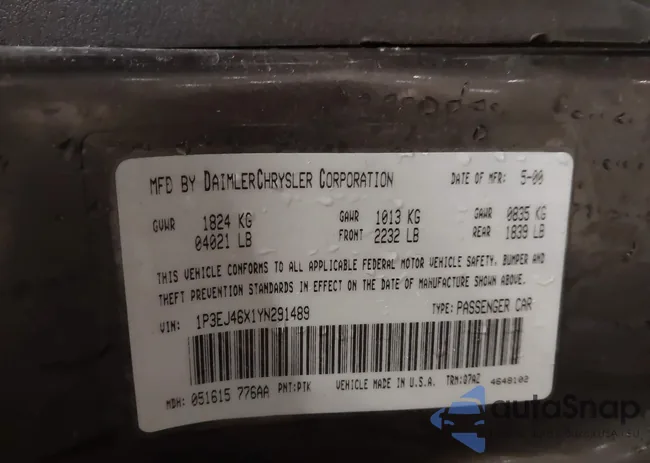 MFD BY DAIMLERCHRYSLER CORPORATION DATE OF MFR: 5-00
GVWR 1824 KG GAWR 1013 KG GAWR 0835 KG
04021 LB FRONT 2232 LB REAR 1839 LB
THIS VEHICLE CONFORMS TO ALL APPLICABLE FEDERAL MOTOR VEHICLE SAFETY, BUMPER AND
THEFT PREVENTION STANDARDS IN EFFECT ON THE DATE OF MANUFACTURE SHOWN ABOVE.
VIN: 1P3EJ46X1YN291489 TYPE: PASSENGER CAR
MDH: 051615 776AA PNT:PTK VEHICLE MADE IN U.S.A. TRM:07AZ 4648102
autoSnap